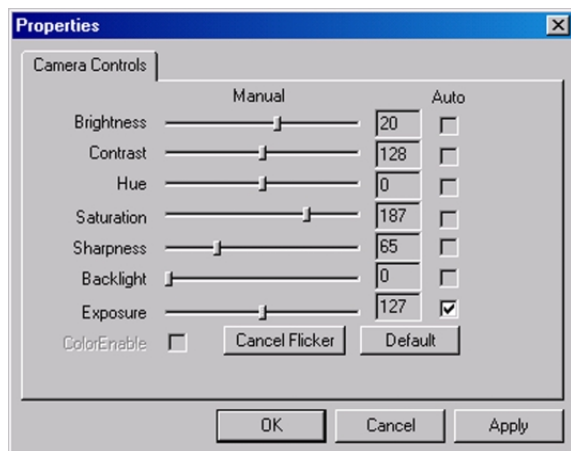 Properties
Camera Controls
Manual Auto
Brightness 20
Contrast 128
Hue 0
Saturation 187
Sharpness 65
Backlight 0
Exposure 127
ColorEnable Cancel Flicker Default
OK Cancel Apply